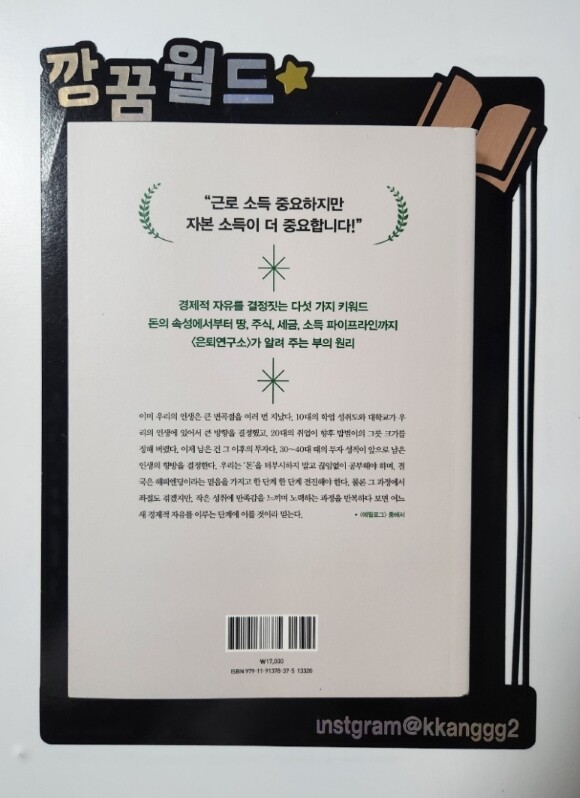 깡꿈월드
“근로 소득 중요하지만
자본 소득이 더 중요합니다!”
경제적 자유를 결정짓는 다섯 가지 키워드
돈의 속성에서부터 땅, 주식, 세금, 소득 파이프라인까지
〈은퇴연구소〉가 알려 주는 부의 원리
이미 우리의 인생은 큰 변곡점을 여러 번 지났다. 10대의 학업 성취도와 대학교가 우
리의 인생에 있어서 큰 방향을 결정했고, 20대의 취업이 향후 밥벌이의 그릇 크기를
정해 버렸다. 이제 남은 건 그 이후의 투자다. 30~40대 때의 투자 성적이 앞으로 남은
인생의 향방을 결정한다. 우리는 ‘돈’을 터부시하지 말고 끊임없이 공부해야 하며, 결
국은 해피엔딩이라는 믿음을 가지고 한 단계 한 단계 전진해야 한다. 물론 그 과정에서
좌절도 겪겠지만, 작은 성취에 만족감을 느끼며 노력하는 과정을 반복하다 보면 어느
새 경제적 자유를 이루는 단계에 이를 것이라 믿는다.
• 〈에필로그〉 중에서
₩17,000
ISBN 979-11-91378-37-5 13320
ınstgram@kkanggg2